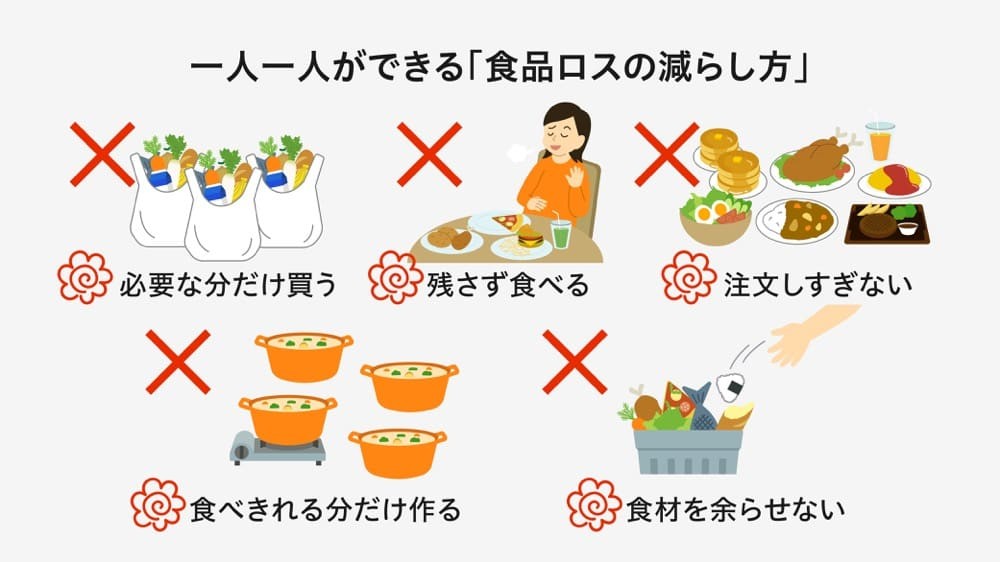 一人一人ができる「食品ロスの減らし方」
必要な分だけ買う
残さず食べる
注文しすぎない
食べきれる分だけ作る
食材を余らせない